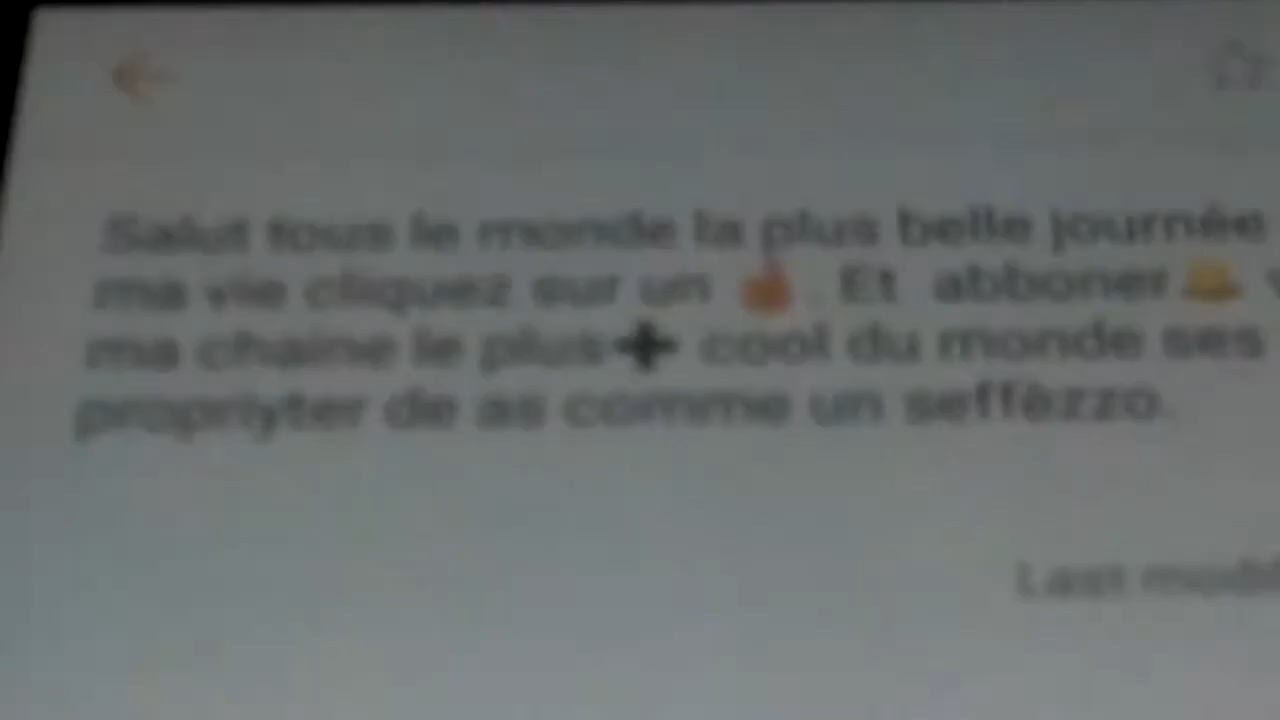 Salut tous le monde la plus belle journée
ma vie cliquez sur un 👍 . Et abboner🔔
ma chaine le plus➕ cool du monde ses
propriyter de as comme un seffèzzo.
Last